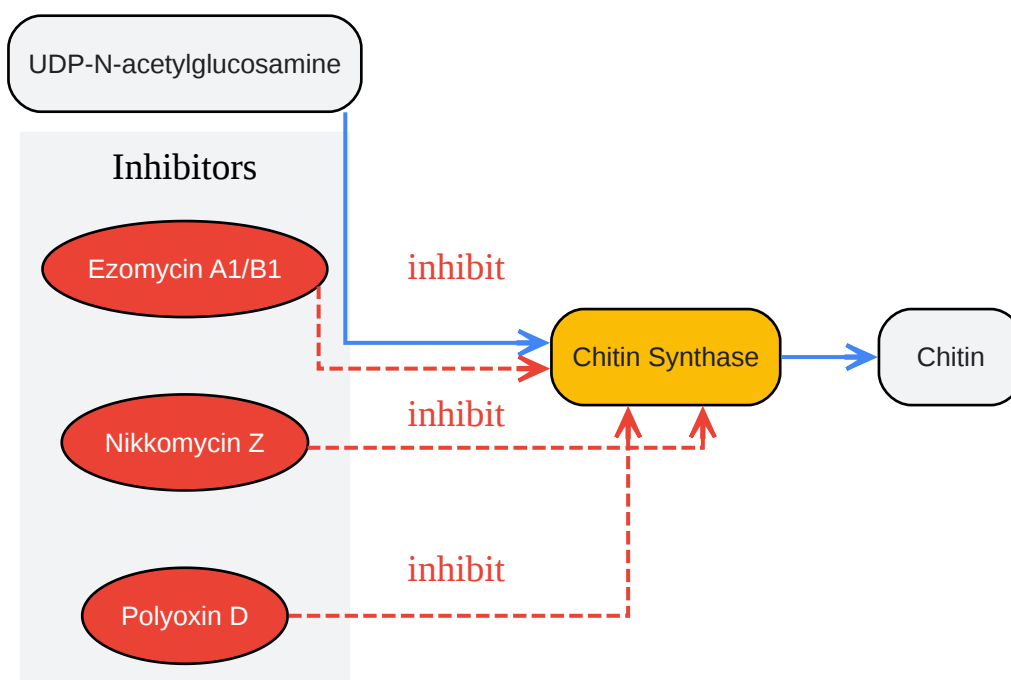 UDP-N-acetylglucosamine
Inhibitors
Ezomycin A1/B1
inhibit
Chitin Synthase
Chitin
Nikkomycin Z
inhibit
Polyoxin D
inhibit